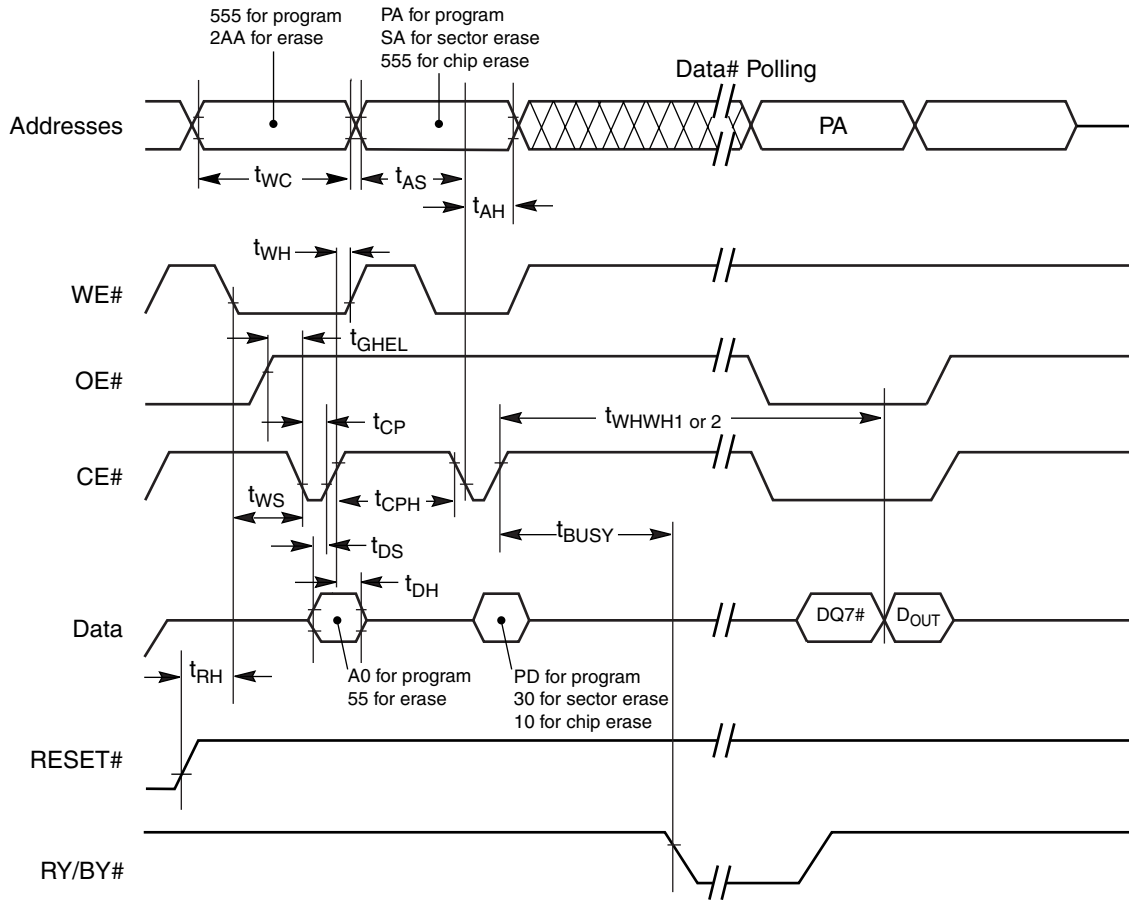 555 for program
2AA for erase
PA for program
SA for sector erase
555 for chip erase
Data# Polling
Addresses
PA
tWC
tAS
tAH
tWH
WE#
tGHEL
OE#
tWHWH1 or 2
tCP
CE#
tWS
tCPH
tBUSY
tDS
tDH
Data
DQ7#
DOUT
tRH
A0 for program
55 for erase
PD for program
30 for sector erase
10 for chip erase
RESET#
RY/BY#